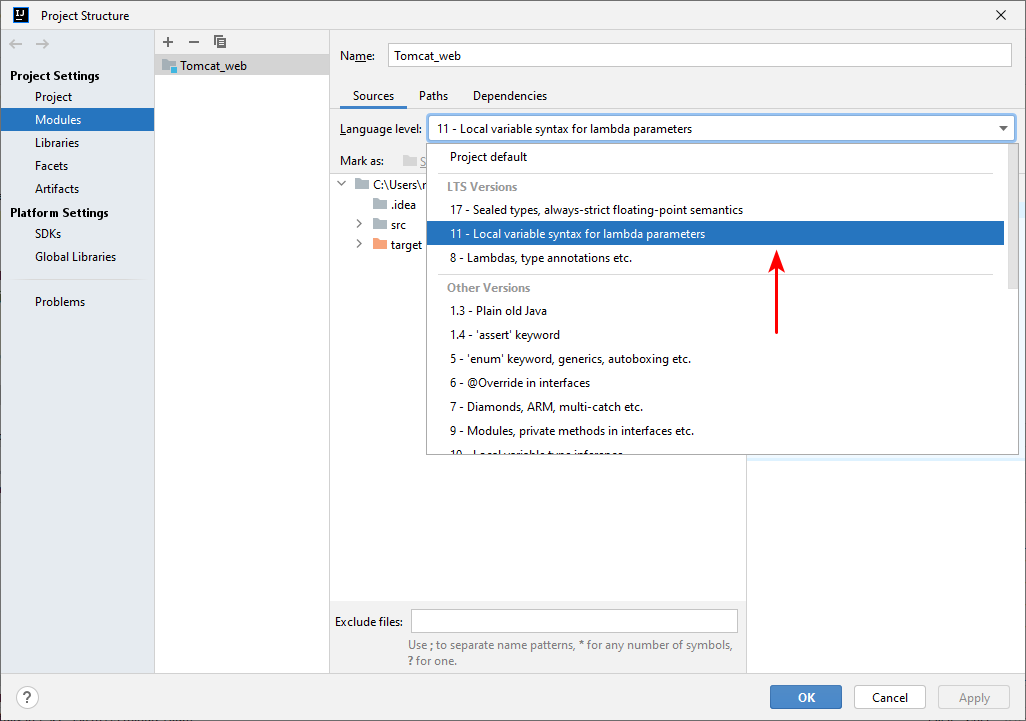 Project Structure
Project Settings
Project
Modules
Libraries
Facets
Artifacts
Platform Settings
SDKs
Global Libraries
Problems
Tomcat_web
Name: Tomcat_web
Sources Paths Dependencies
Language level: 11 - Local variable syntax for lambda parameters
Mark as: S
Project default
LTS Versions
17 - Sealed types, always-strict floating-point semantics
11 - Local variable syntax for lambda parameters
8 - Lambdas, type annotations etc.
Other Versions
1.3 - Plain old Java
1.4 - 'assert' keyword
5 - 'enum' keyword, generics, autoboxing etc.
6 - @Override in interfaces
7 - Diamonds, ARM, multi-catch etc.
9 - Modules, private methods in interfaces etc.
10 - Local variable type inference
C:\Users\r
.idea
src
target
Exclude files:
Use ; to separate name patterns, * for any number of symbols,
? for one.
? OK Cancel Apply